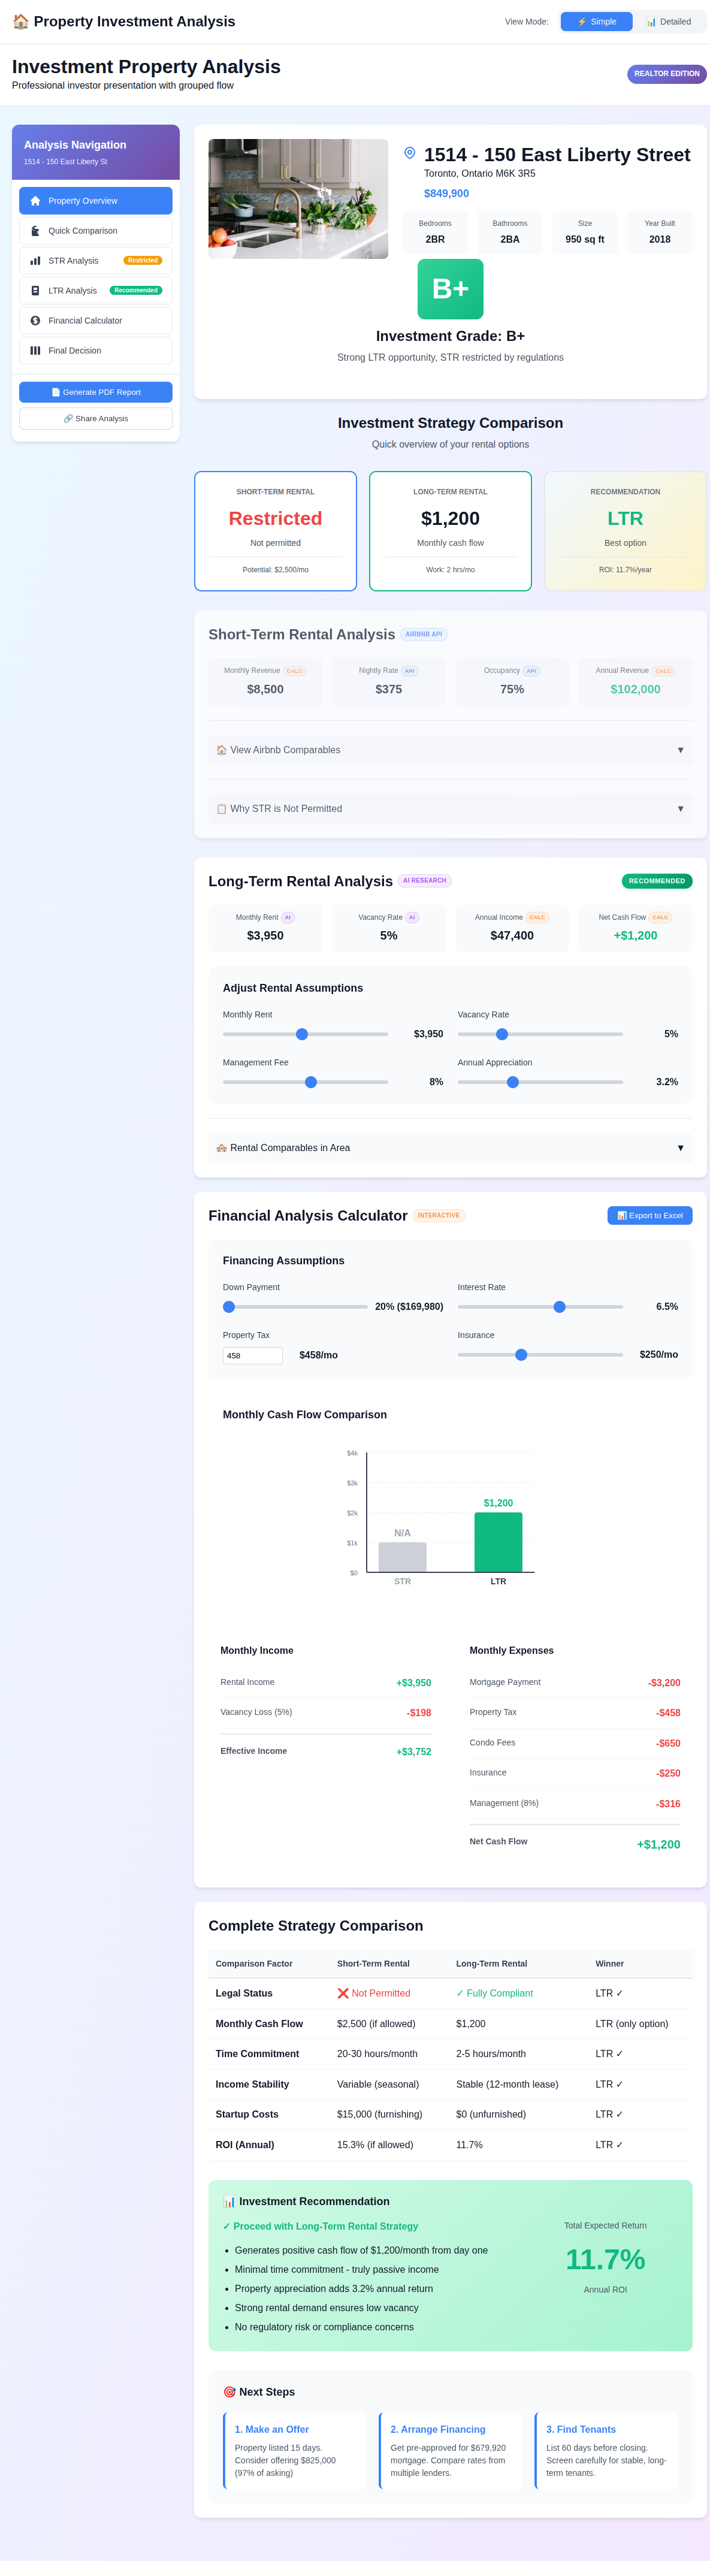 🏠 Property Investment Analysis
View Mode: ⚡ Simple 📊 Detailed
Investment Property Analysis
Professional investor presentation with grouped flow
REALTOR EDITION
Analysis Navigation
1514 - 150 East Liberty St
Property Overview
Quick Comparison
STR Analysis Restricted
LTR Analysis Recommended
Financial Calculator
Final Decision
📄 Generate PDF Report
🔗 Share Analysis
1514 - 150 East Liberty Street
Toronto, Ontario M6K 3R5
$849,900
Bedrooms Bathrooms Size Year Built
2BR 2BA 950 sq ft 2018
B+
Investment Grade: B+
Strong LTR opportunity, STR restricted by regulations
Investment Strategy Comparison
Quick overview of your rental options
SHORT-TERM RENTAL
Restricted
Not permitted
Potential: $2,500/mo
LONG-TERM RENTAL
$1,200
Monthly cash flow
Work: 2 hrs/mo
RECOMMENDATION
LTR
Best option
ROI: 11.7%/year
Short-Term Rental Analysis AIRBNB API
Monthly Revenue CALC Nightly Rate API Occupancy API Annual Revenue CALC
$8,500 $375 75% $102,000
🏠 View Airbnb Comparables ▼
📋 Why STR is Not Permitted ▼
Long-Term Rental Analysis AI RESEARCH RECOMMENDED
Monthly Rent AI Vacancy Rate AI Annual Income CALC Net Cash Flow CALC
$3,950 5% $47,400 +$1,200
Adjust Rental Assumptions
Monthly Rent Vacancy Rate
$3,950 5%
Management Fee Annual Appreciation
8% 3.2%
🏘️ Rental Comparables in Area ▼
Financial Analysis Calculator INTERACTIVE 📊 Export to Excel
Financing Assumptions
Down Payment Interest Rate
20% ($169,980) 6.5%
Property Tax Insurance
458 $458/mo $250/mo
Monthly Cash Flow Comparison
$4k
$3k
$1,200
$2k
N/A
$1k
$0
STR LTR
Monthly Income
Rental Income +$3,950
Vacancy Loss (5%) -$198
Effective Income +$3,752
Monthly Expenses
Mortgage Payment -$3,200
Property Tax -$458
Condo Fees -$650
Insurance -$250
Management (8%) -$316
Net Cash Flow +$1,200
Complete Strategy Comparison
Comparison Factor Short-Term Rental Long-Term Rental Winner
Legal Status ❌ Not Permitted ✓ Fully Compliant LTR ✓
Monthly Cash Flow $2,500 (if allowed) $1,200 LTR (only option)
Time Commitment 20-30 hours/month 2-5 hours/month LTR ✓
Income Stability Variable (seasonal) Stable (12-month lease) LTR ✓
Startup Costs $15,000 (furnishing) $0 (unfurnished) LTR ✓
ROI (Annual) 15.3% (if allowed) 11.7% LTR ✓
📊 Investment Recommendation
✓ Proceed with Long-Term Rental Strategy
• Generates positive cash flow of $1,200/month from day one
• Minimal time commitment - truly passive income
• Property appreciation adds 3.2% annual return
• Strong rental demand ensures low vacancy
• No regulatory risk or compliance concerns
Total Expected Return
11.7%
Annual ROI
🎯 Next Steps
1. Make an Offer
Property listed 15 days.
Consider offering $825,000
(97% of asking)
2. Arrange Financing
Get pre-approved for $679,920
mortgage. Compare rates from
multiple lenders.
3. Find Tenants
List 60 days before closing.
Screen carefully for stable, long-
term tenants.